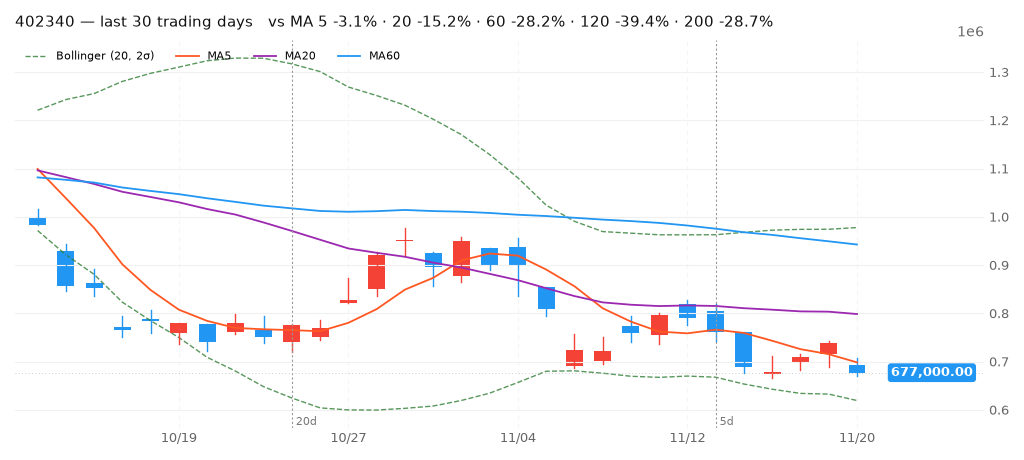 402340 — last 30 trading days   vs MA 5 -3.1% · 20 -15.2% · 60 -28.2% · 120 -39.4% · 200 -28.7%
1e6
Bollinger (20, 2σ)   MA5   MA20   MA60
1.3
1.2
1.1
1.0
0.9
0.8
0.7
677,000.00
0.6
20d   5d
10/19   10/27   11/04   11/12   11/20